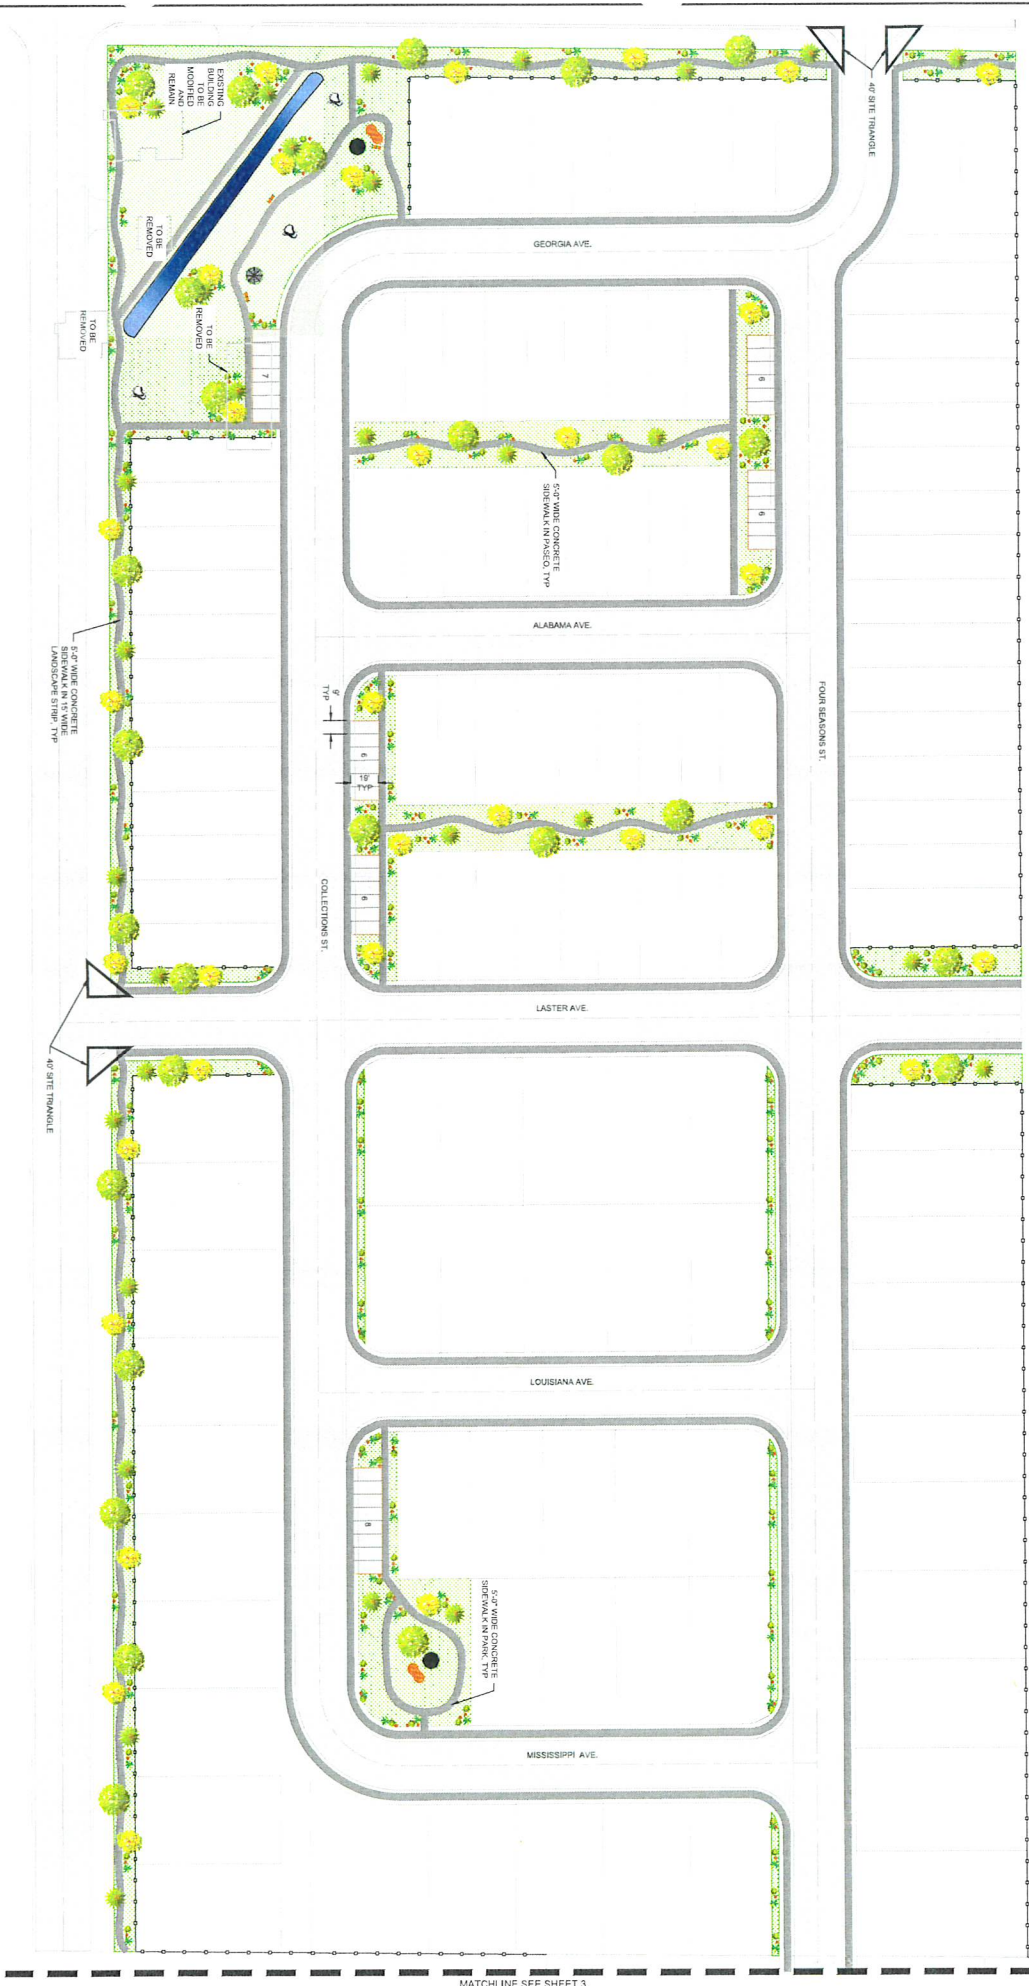 40' SITE TRIANGLE
EXISTING
BUILDING
TO BE
MODIFIED
AND
REMAIN
TO BE
REMOVED
GEORGIA AVE.
TO BE
REMOVED
TO BE
REMOVED
7
6
6
5'-0" WIDE CONCRETE
SIDEWALK IN PASEO, TYP
ALABAMA AVE.
5'-0" WIDE CONCRETE
SIDEWALK IN 15' WIDE
LANDSCAPE STRIP, TYP
FOUR SEASONS ST.
9'
TYP
6
19'
TYP
6
COLLECTIONS ST.
LASTER AVE.
40' SITE TRIANGLE
LOUISIANA AVE.
8
5'-0" WIDE CONCRETE
SIDEWALK IN PARK, TYP
MISSISSIPPI AVE.
MATCHLINE SEE SHEET 3